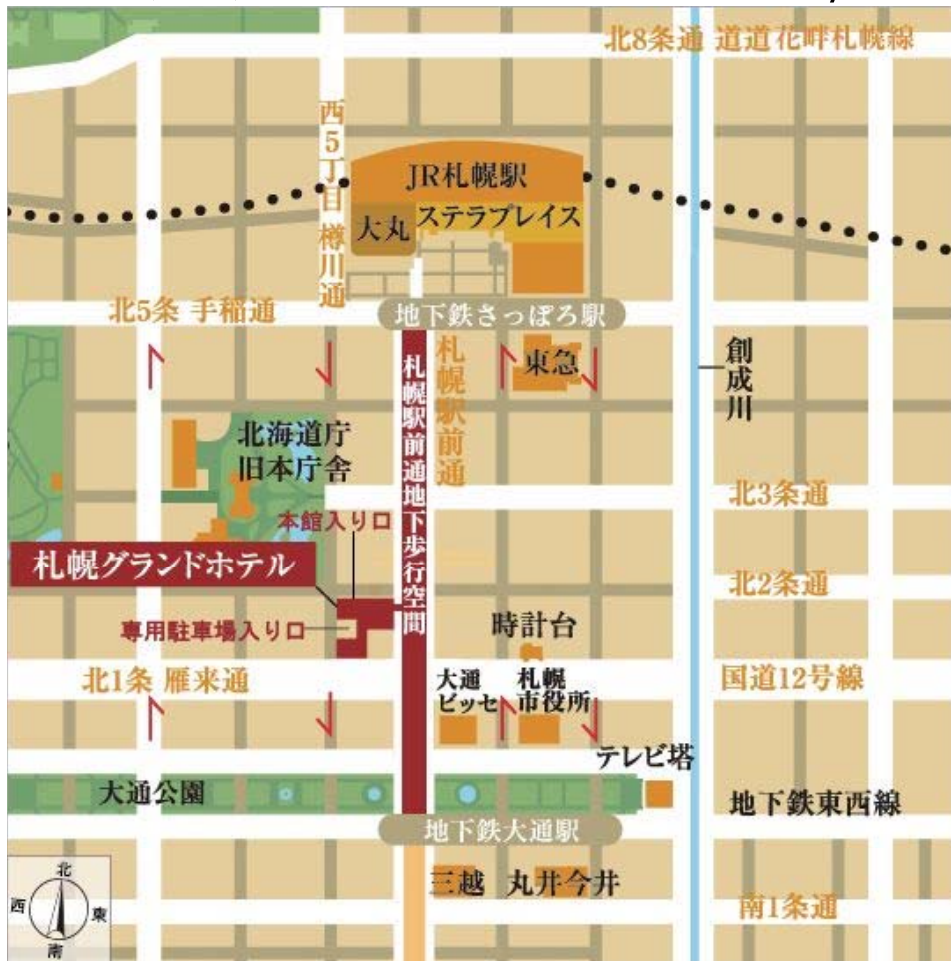 北8条通 道道花畔札幌線
西5丁目 樽川通
JR札幌駅
大丸
ステラプレイス
北5条 手稲通
地下鉄さっぽろ駅
札幌駅前通地下歩行空間
札幌駅前通
東急
創成川
北海道庁
旧本庁舎
北3条通
本館入り口
札幌グランドホテル
北2条通
専用駐車場入り口
時計台
北1条 雁来通
大通
ビッセ
札幌
市役所
国道12号線
テレビ塔
大通公園
地下鉄東西線
地下鉄大通駅
三越
丸井今井
南1条通
北
西
東
南